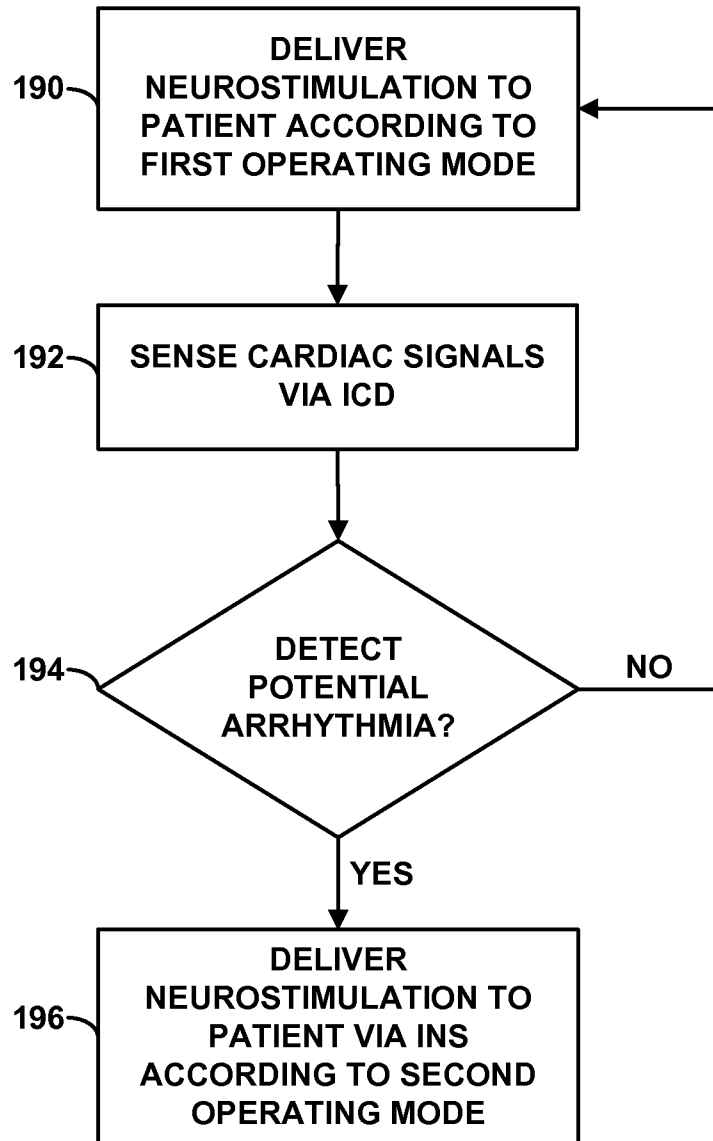 190
DELIVER
NEUROSTIMULATION TO
PATIENT ACCORDING TO
FIRST OPERATING MODE
192
SENSE CARDIAC SIGNALS
VIA ICD
194
DETECT
POTENTIAL
ARRHYTHMIA?
NO
YES
196
DELIVER
NEUROSTIMULATION TO
PATIENT VIA INS
ACCORDING TO SECOND
OPERATING MODE